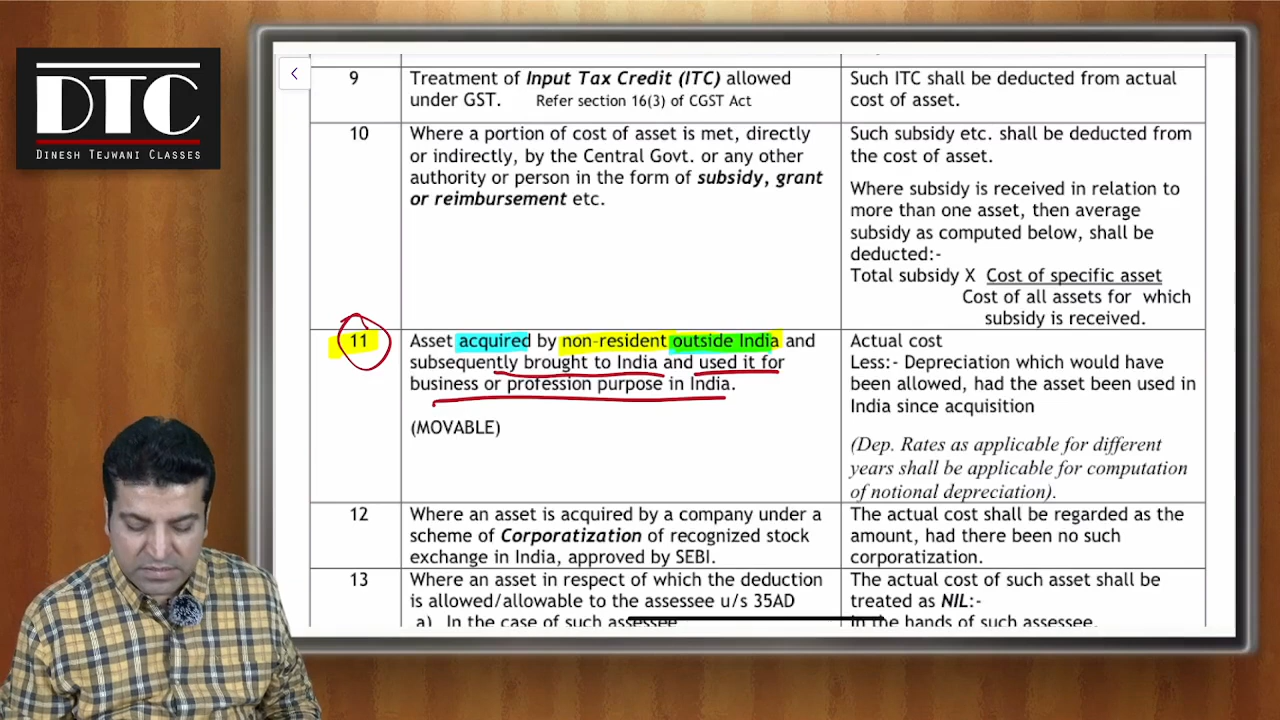 DTC
DINESH TEJWANI CLASSES
9
Treatment of Input Tax Credit (ITC) allowed
under GST. Refer section 16(3) of CGST Act
Such ITC shall be deducted from actual
cost of asset.
10
Where a portion of cost of asset is met, directly
or indirectly, by the Central Govt. or any other
authority or person in the form of subsidy, grant
or reimbursement etc.
Such subsidy etc. shall be deducted from
the cost of asset.
Where subsidy is received in relation to
more than one asset, then average
subsidy as computed below, shall be
deducted:-
Total subsidy X Cost of specific asset
Cost of all assets for which
subsidy is received.
11
Asset acquired by non-resident outside India and
subsequently brought to India and used it for
business or profession purpose in India.
(MOVABLE)
Actual cost
Less:- Depreciation which would have
been allowed, had the asset been used in
India since acquisition
(Dep. Rates as applicable for different
years shall be applicable for computation
of notional depreciation).
12
Where an asset is acquired by a company under a
scheme of Corporatization of recognized stock
exchange in India, approved by SEBI.
The actual cost shall be regarded as the
amount, had there been no such
corporatization.
13
Where an asset in respect of which the deduction
is allowed/allowable to the assessee u/s 35AD
a) In the case of such assessee
The actual cost of such asset shall be
treated as NIL:-
In the hands of such assessee.